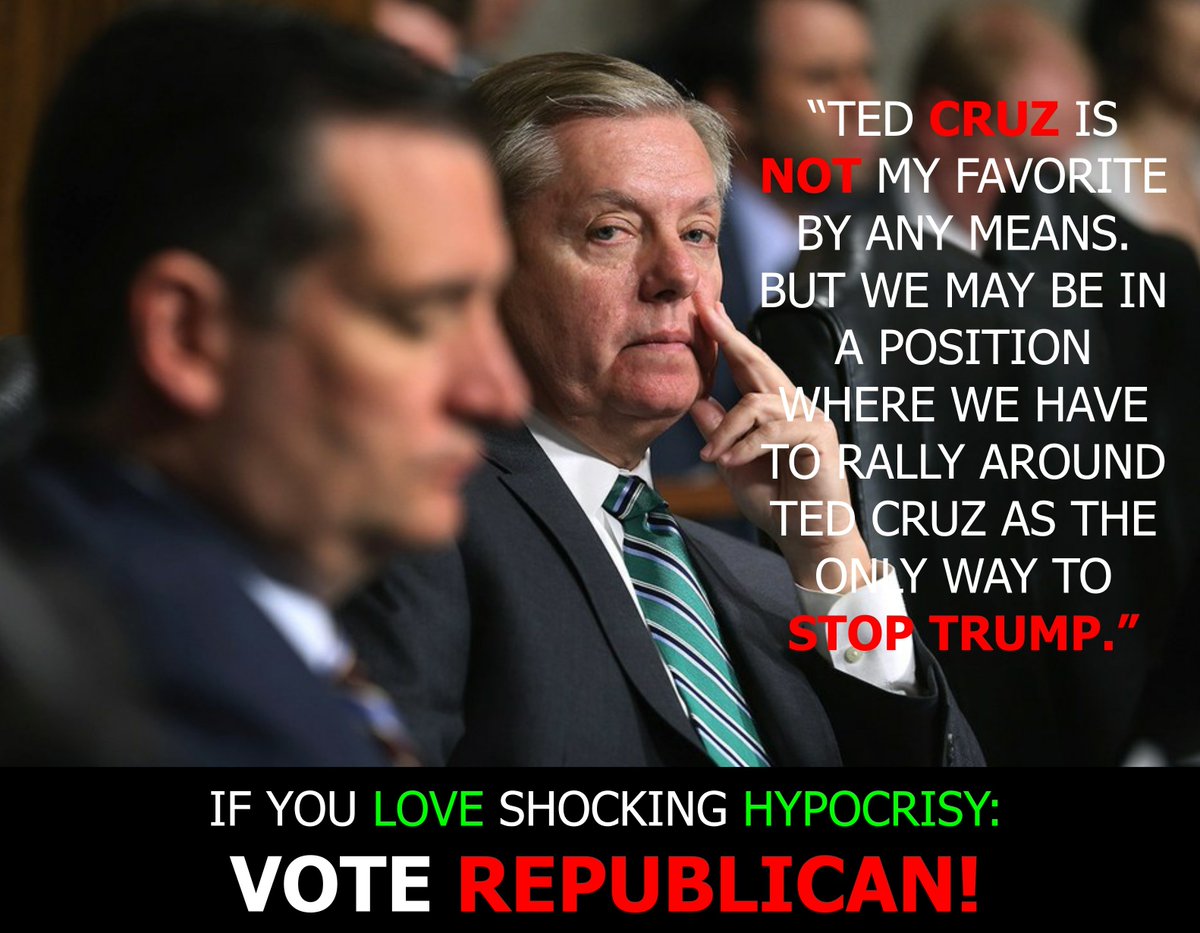 “TED CRUZ IS
NOT MY FAVORITE
BY ANY MEANS.
BUT WE MAY BE IN
A POSITION
WHERE WE HAVE
TO RALLY AROUND
TED CRUZ AS THE
ONLY WAY TO
STOP TRUMP.”
IF YOU LOVE SHOCKING HYPOCRISY:
VOTE REPUBLICAN!